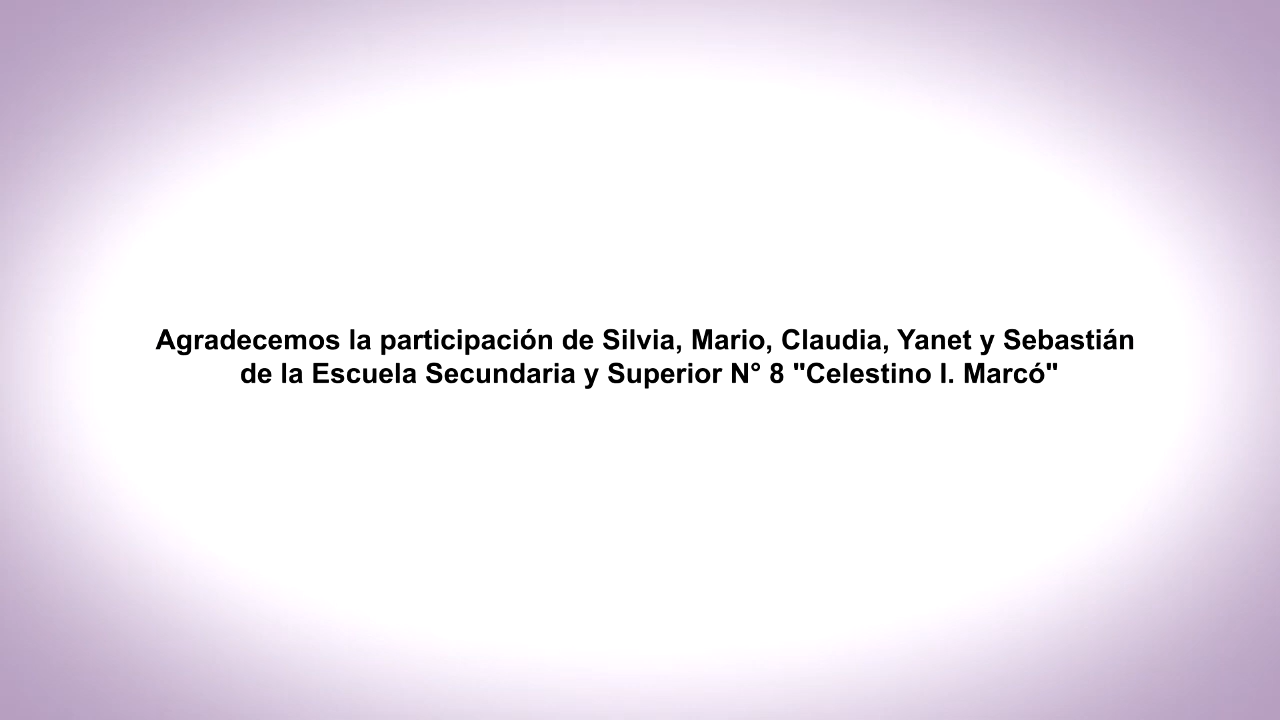 Agradecemos la participación de Silvia, Mario, Claudia, Yanet y Sebastián
de la Escuela Secundaria y Superior N° 8 "Celestino I. Marcó"